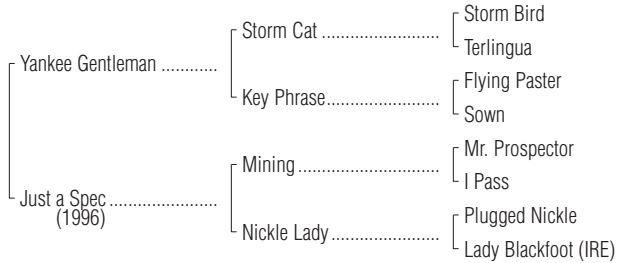 Storm Bird
Storm Cat ........................
Terlingua
Yankee Gentleman ............
Flying Paster
Key Phrase .......................
Sown
Mr. Prospector
Mining .............................
I Pass
Just a Spec ......................
(1996)
Plugged Nickle
Nickle Lady ......................
Lady Blackfoot (IRE)